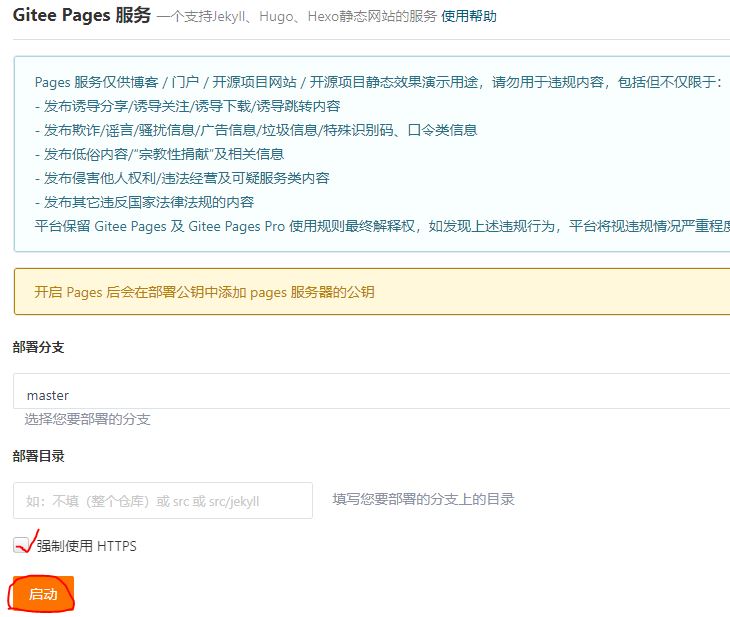 Gitee Pages 服务 一个支持Jekyll、Hugo、Hexo静态网站的服务 使用帮助
Pages 服务仅供博客 / 门户 / 开源项目网站 / 开源项目静态效果演示用途，请勿用于违规内容，包括但不仅限于：
- 发布诱导分享/诱导关注/诱导下载/诱导跳转内容
- 发布欺诈/谣言/骚扰信息/广告信息/垃圾信息/特殊识别码、口令类信息
- 发布低俗内容/“宗教性捐献”及相关信息
- 发布侵害他人权利/违法经营及可疑服务类内容
- 发布其它违反国家法律法规的内容
平台保留 Gitee Pages 及 Gitee Pages Pro 使用规则最终解释权，如发现上述违规行为，平台将视违规情况严重程度
开启 Pages 后会在部署公钥中添加 pages 服务器的公钥
部署分支
master
选择您要部署的分支
部署目录
如：不填（整个仓库）或 src 或 src/jekyll
填写您要部署的分支上的目录
强制使用 HTTPS
启动